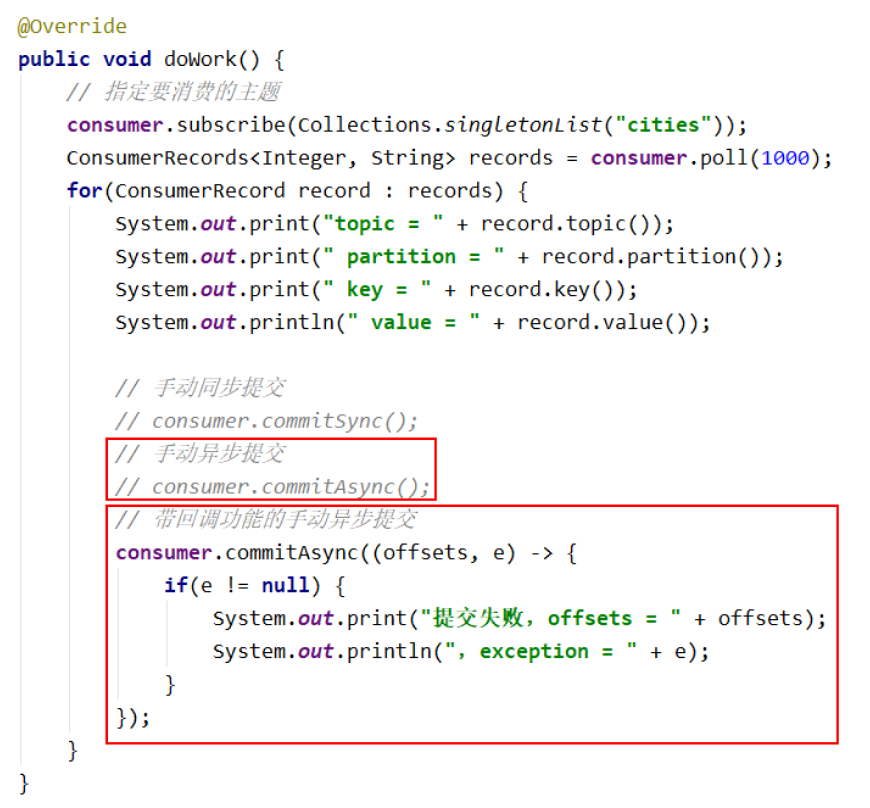 @Override
public void doWork() {
// 指定要消费的主题
consumer.subscribe(Collections.singletonList("cities"));
ConsumerRecords<Integer, String> records = consumer.poll(1000);
for(ConsumerRecord record : records) {
System.out.print("topic = " + record.topic());
System.out.print(" partition = " + record.partition());
System.out.print(" key = " + record.key());
System.out.println(" value = " + record.value());
// 手动同步提交
// consumer.commitSync();
// 手动异步提交
// consumer.commitAsync();
// 带回调功能的手动异步提交
consumer.commitAsync((offsets, e) -> {
if(e != null) {
System.out.print("提交失败，offsets = " + offsets);
System.out.println(", exception = " + e);
}
});
}
}